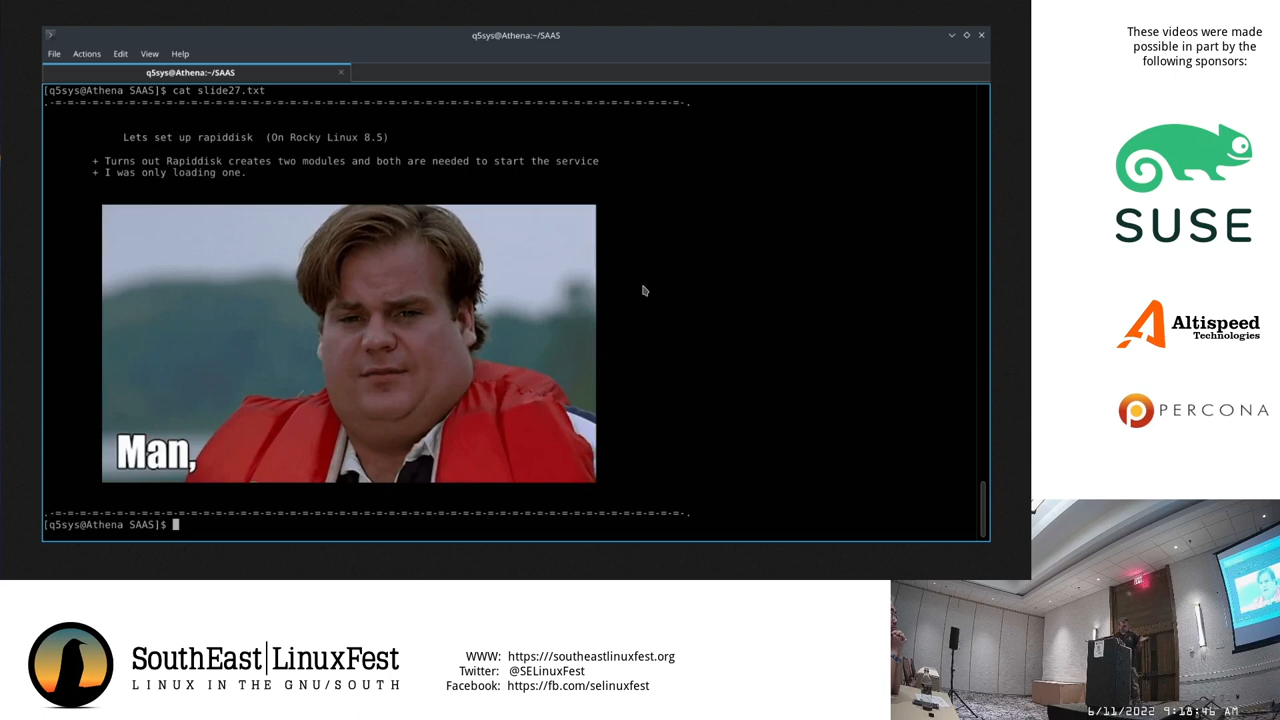 q5sys@Athena:~/SAAS
File Actions Edit View Help
q5sys@Athena:~/SAAS
[q5sys@Athena SAAS]$ cat slide27.txt
.-=-=-=-=-=-=-=-=-=-=-=-=-=-=-=-=-=-=-=-=-=-=-=-=-=-=-=-=-=-=-=-=-=-=-=-=-=-=-=-=-=-=-=-=-=-=-=-=-=-=-=-=-=-.
Lets set up rapiddisk (On Rocky Linux 8.5)
+ Turns out Rapiddisk creates two modules and both are needed to start the service
+ I was only loading one.
Man,
.-=-=-=-=-=-=-=-=-=-=-=-=-=-=-=-=-=-=-=-=-=-=-=-=-=-=-=-=-=-=-=-=-=-=-=-=-=-=-=-=-=-=-=-=-=-=-=-=-=-=-=-=-=-.
[q5sys@Athena SAAS]$
These videos were made
possible in part by the
following sponsors:
SUSE
Altispeed
Technologies
PERCONA
SouthEast|LinuxFest
LINUX IN THE GNU/SOUTH
WWW: https:///southeastlinuxfest.org
Twitter: @SELinuxFest
Facebook: https://fb.com/selinuxfest
6/11/2022 9:18:46 AM